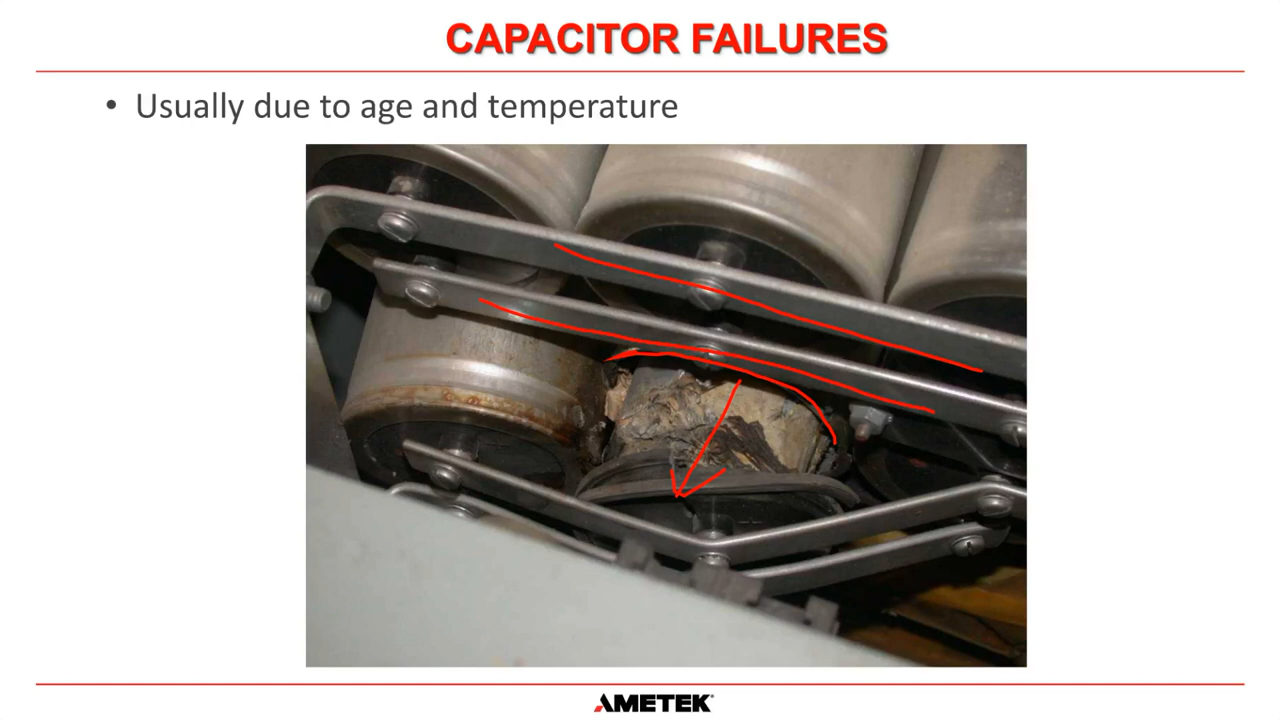 CAPACITOR FAILURES
• Usually due to age and temperature
AMETEK®